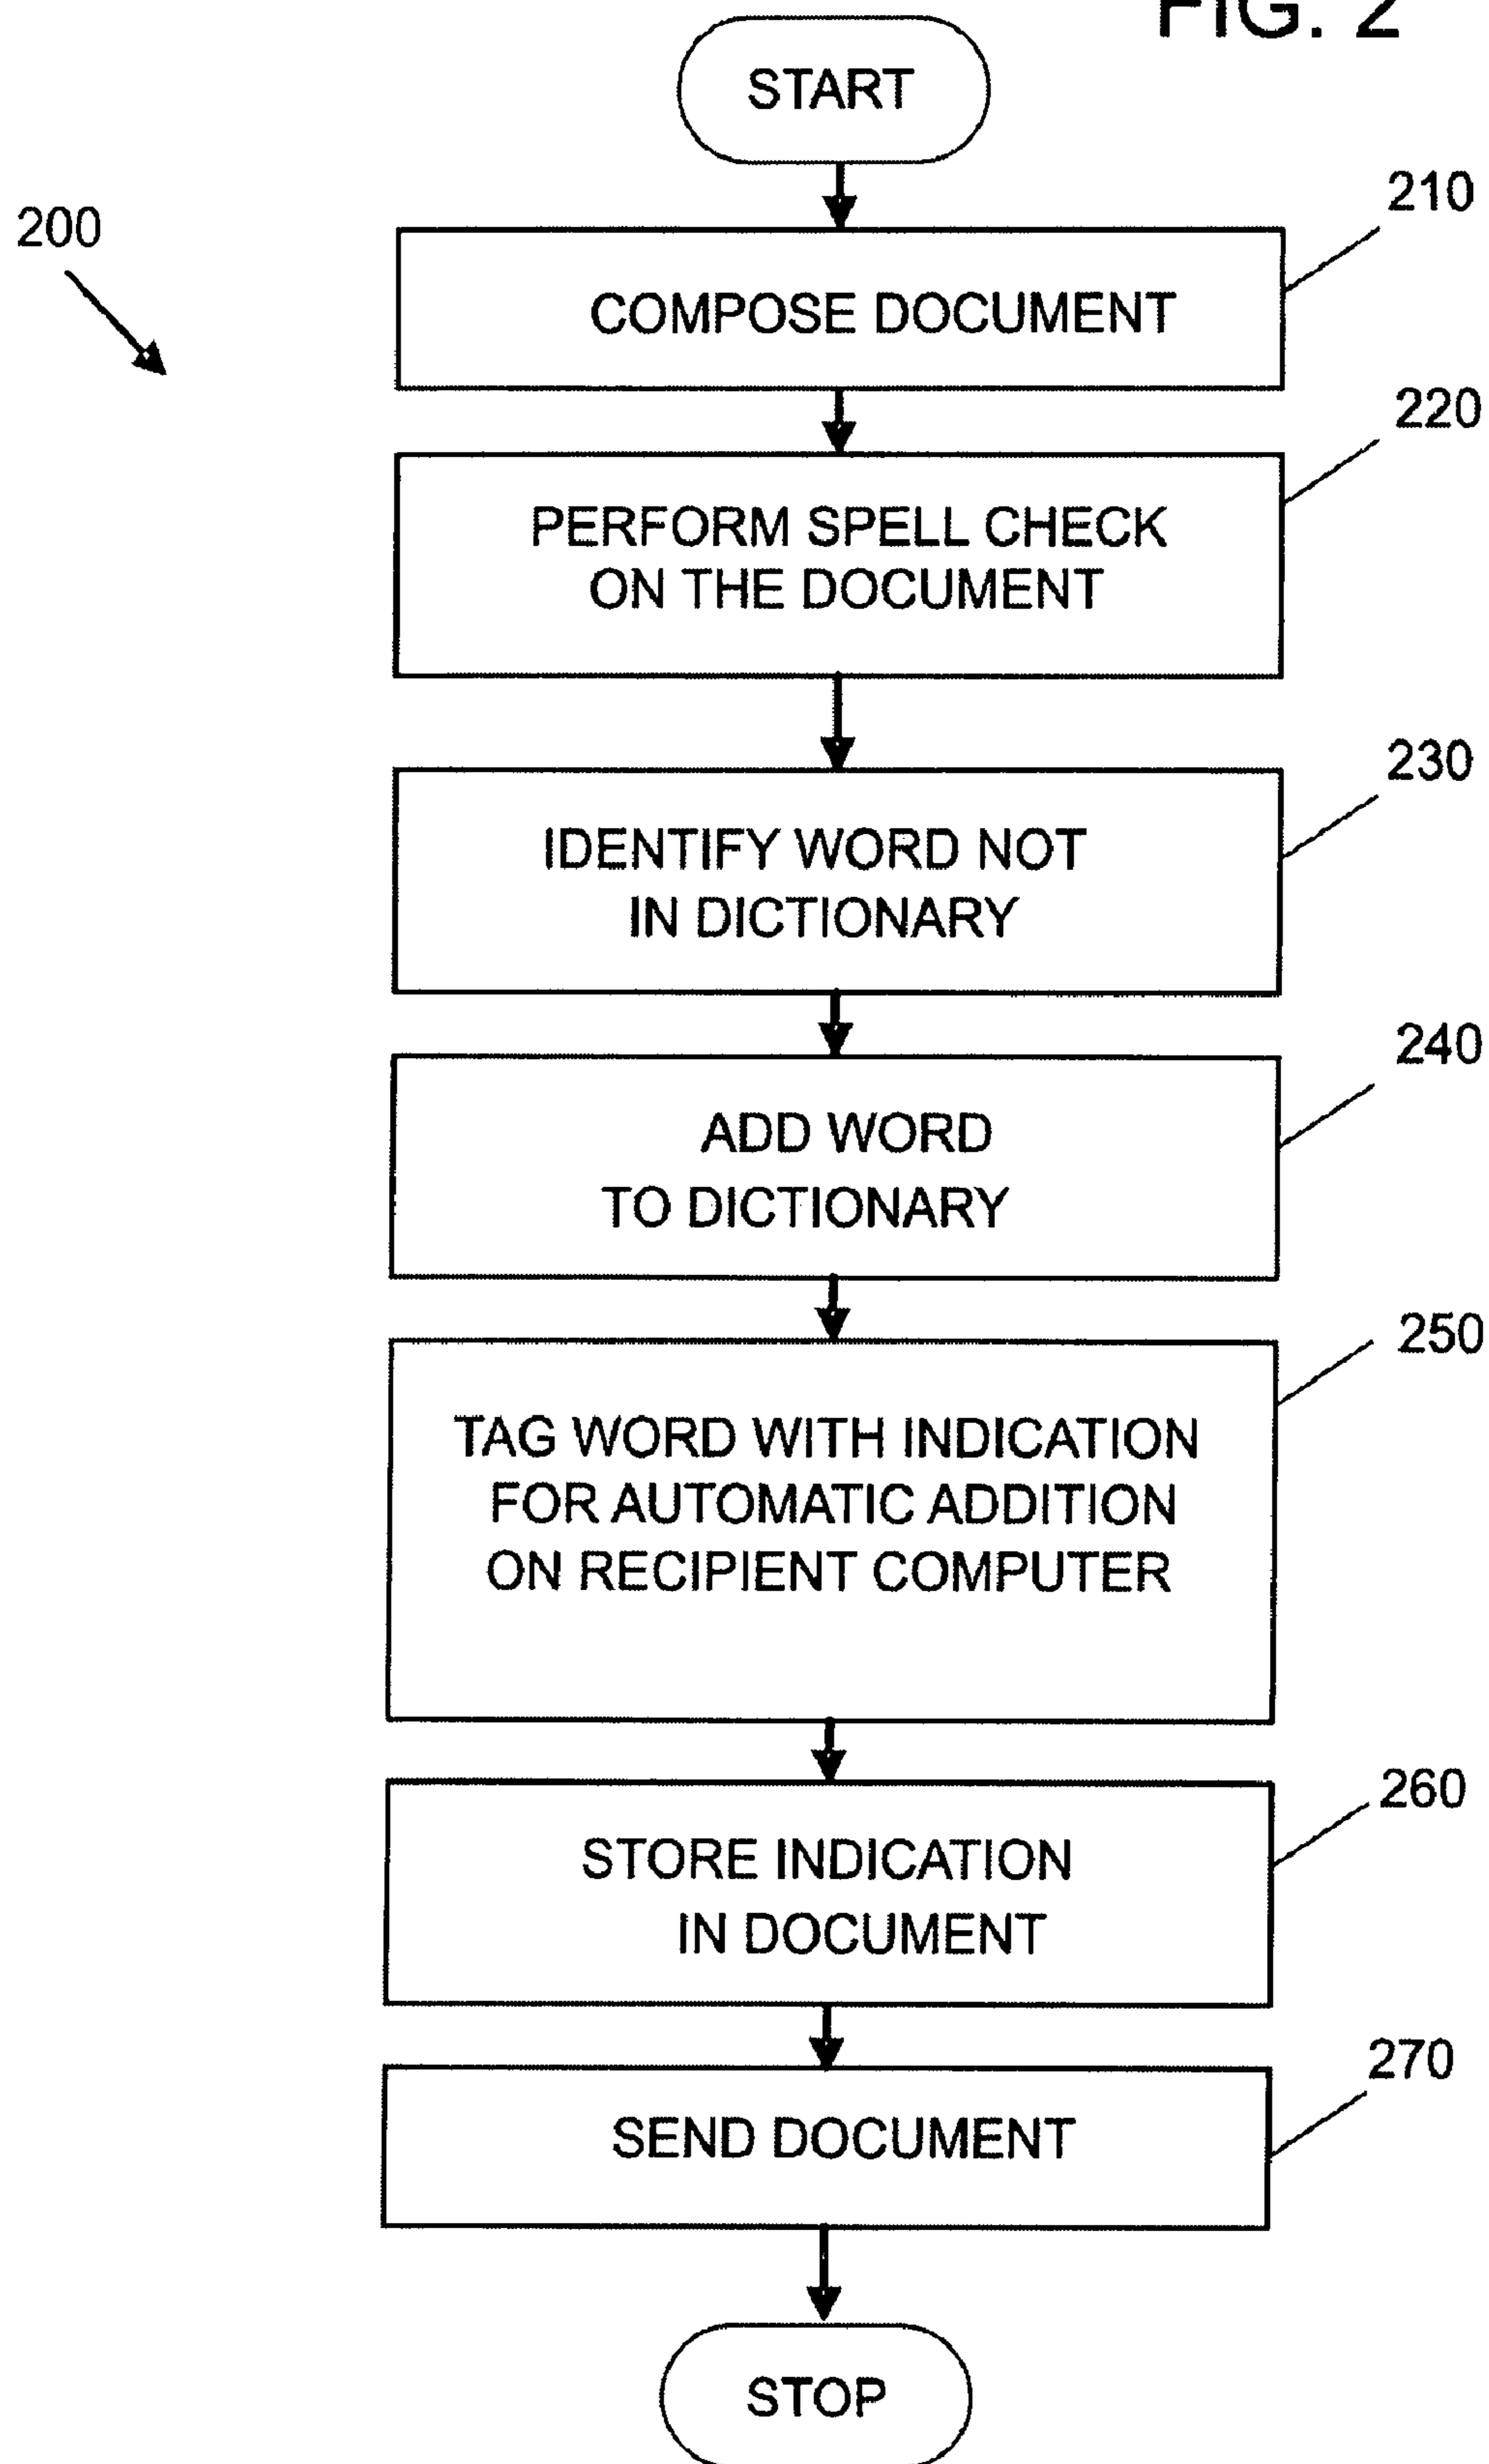 FIG. 2
START
200
210
COMPOSE DOCUMENT
220
PERFORM SPELL CHECK
ON THE DOCUMENT
230
IDENTIFY WORD NOT
IN DICTIONARY
240
ADD WORD
TO DICTIONARY
250
TAG WORD WITH INDICATION
FOR AUTOMATIC ADDITION
ON RECIPIENT COMPUTER
260
STORE INDICATION
IN DOCUMENT
270
SEND DOCUMENT
STOP